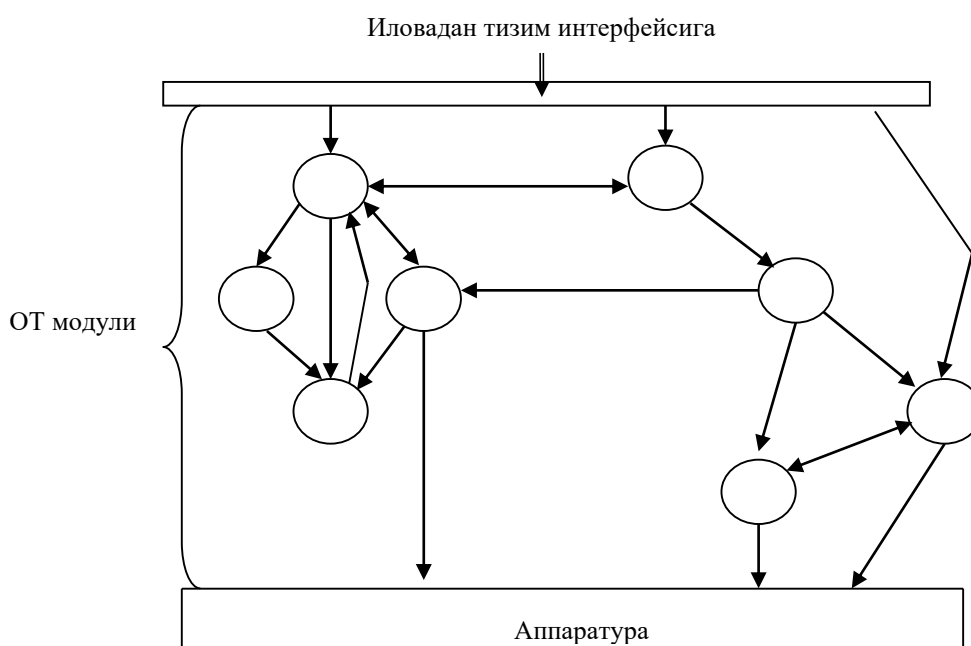 Иловадан тизим интерфейсига
ОТ модули
Аппаратура